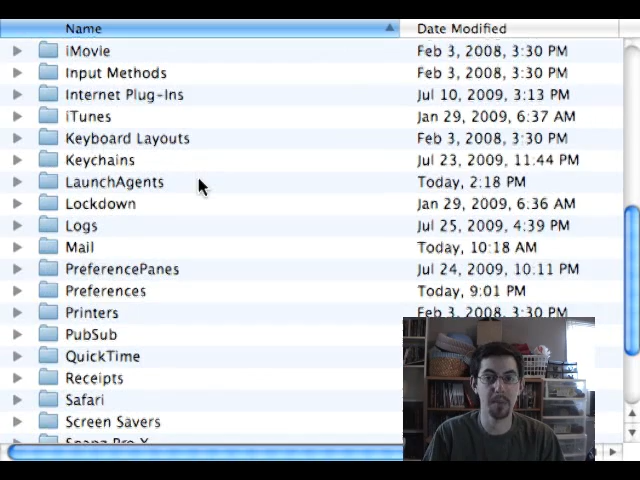 Name Date Modified
iMovie Feb 3, 2008, 3:30 PM
Input Methods Feb 3, 2008, 3:30 PM
Internet Plug-Ins Jul 10, 2009, 3:13 PM
iTunes Jan 29, 2009, 6:37 AM
Keyboard Layouts Feb 3, 2008, 3:30 PM
Keychains Jul 23, 2009, 11:44 PM
LaunchAgents Today, 2:18 PM
Lockdown Jan 29, 2009, 6:36 AM
Logs Jul 25, 2009, 4:39 PM
Mail Today, 10:18 AM
PreferencePanes Jul 24, 2009, 10:11 PM
Preferences Today, 9:01 PM
Printers Feb 3, 2008, 3:30 PM
PubSub
QuickTime
Receipts
Safari
Screen Savers
Snapz Pro X